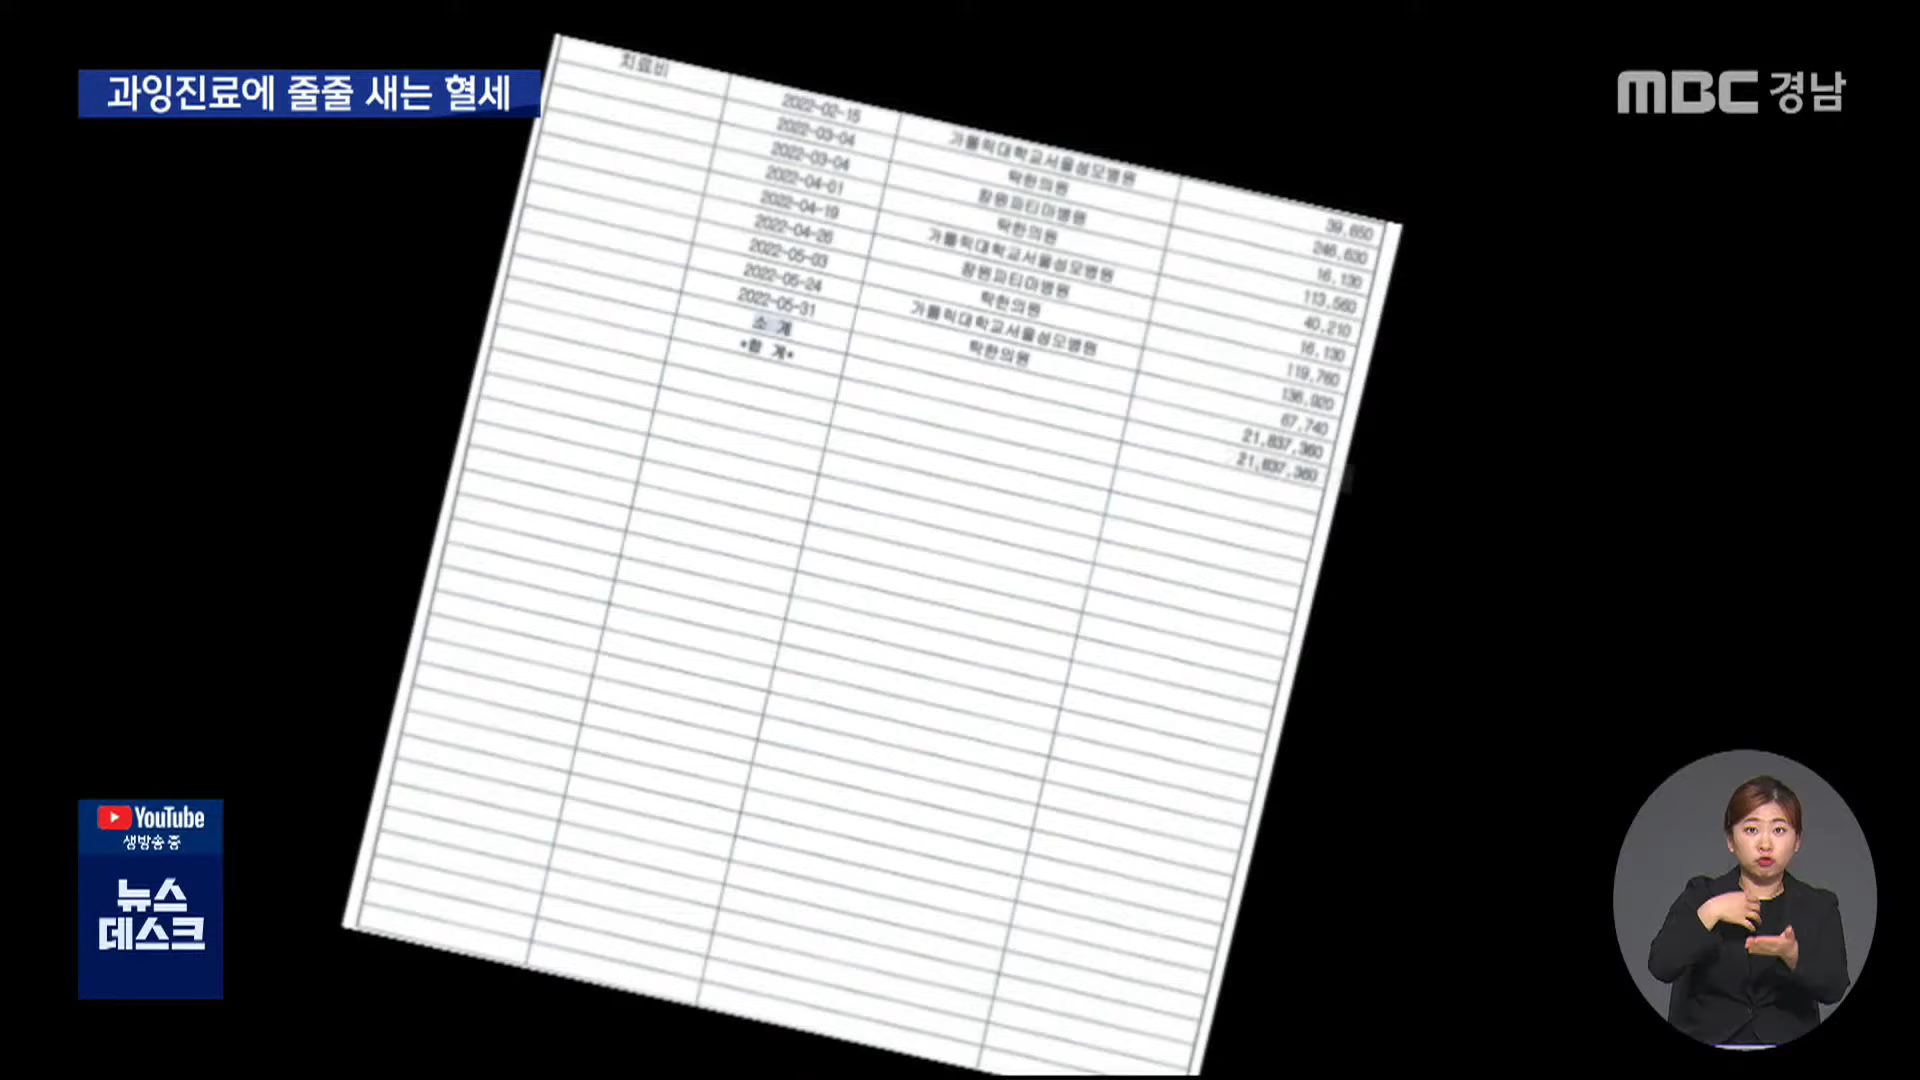 과잉진료에 줄줄 새는 혈세
MBC 경남
치료비
2022-02-15 가톨릭대학교서울성모병원 39,650
2022-03-04 탁한의원 246,630
2022-03-04 창원파티마병원 16,130
2022-04-01 탁한의원 113,560
2022-04-19 가톨릭대학교서울성모병원 40,210
2022-04-26 창원파티마병원 16,130
2022-05-03 탁한의원 119,760
2022-05-24 가톨릭대학교서울성모병원 136,920
2022-05-31 탁한의원 67,740
소 계 21,837,360
*합 계* 21,837,360
YouTube
생방송 중
뉴스
데스크